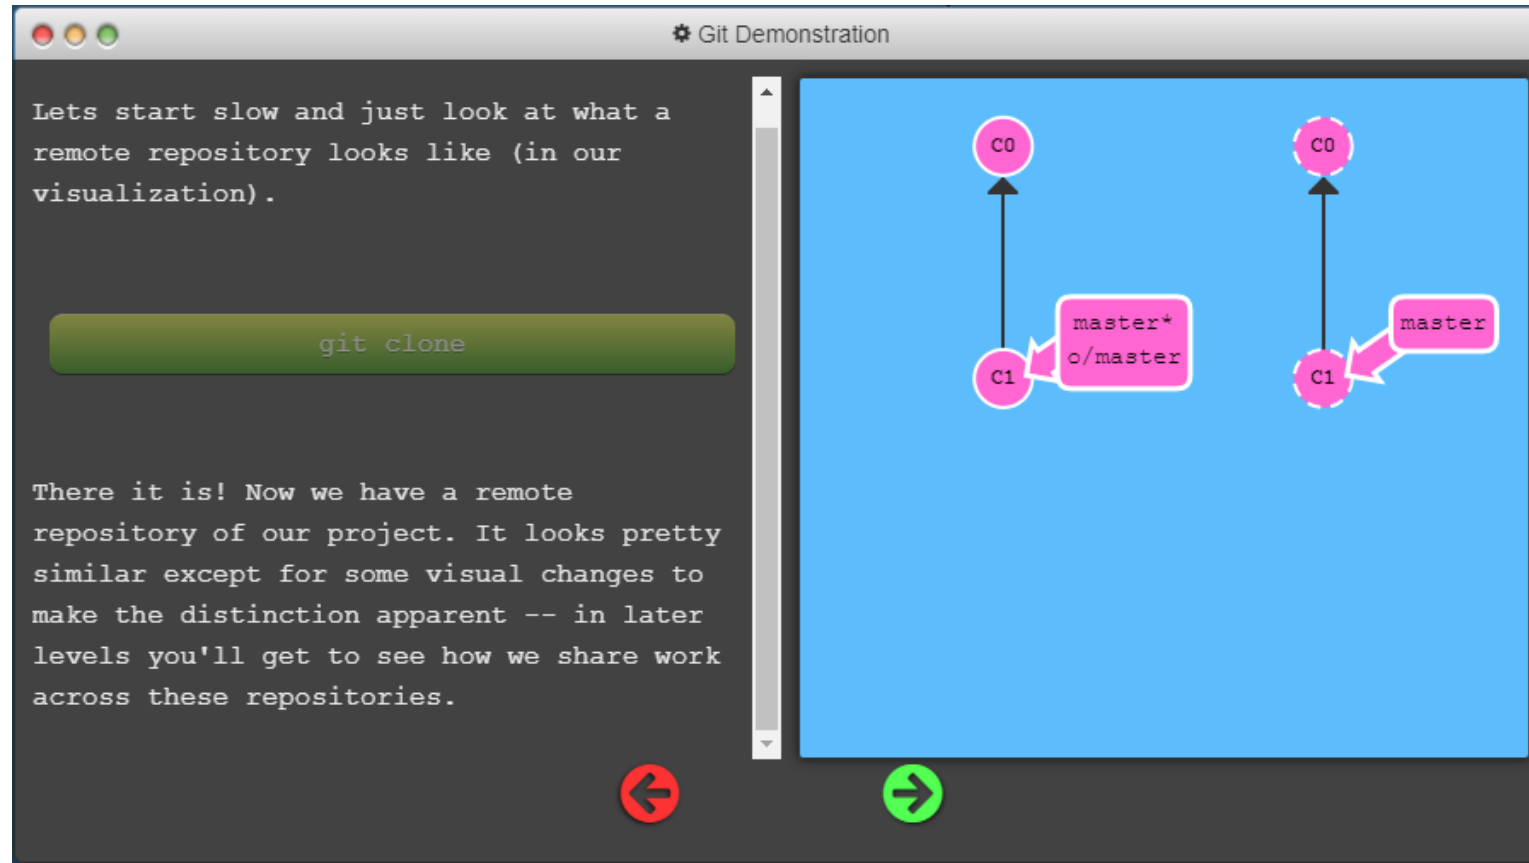 Git Demonstration
Lets start slow and just look at what a
remote repository looks like (in our
visualization).
git clone
There it is! Now we have a remote
repository of our project. It looks pretty
similar except for some visual changes to
make the distinction apparent -- in later
levels you'll get to see how we share work
across these repositories.
C0
C0
master*
o/master
master
C1
C1